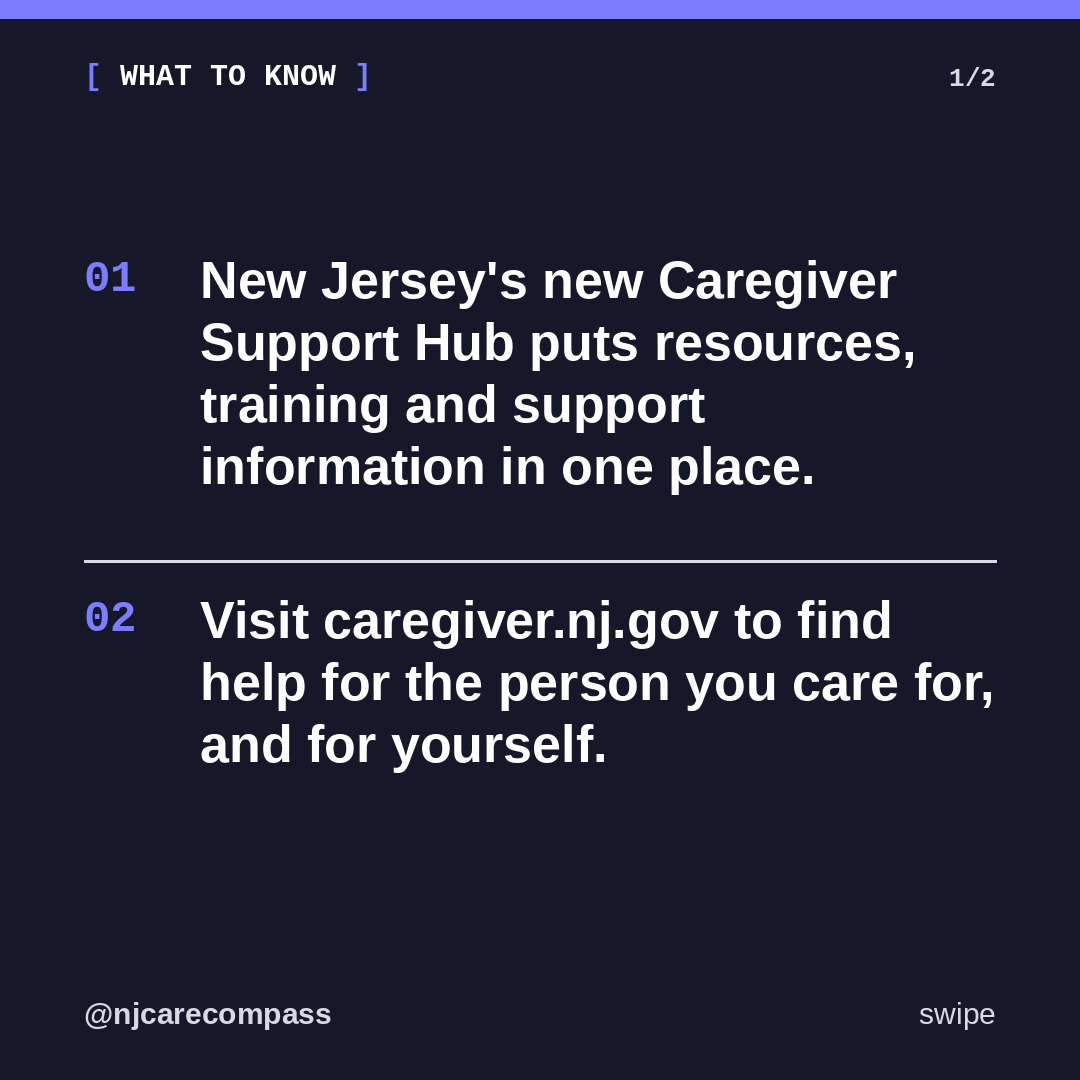 [ WHAT TO KNOW ]
1/2
01
New Jersey's new Caregiver
Support Hub puts resources,
training and support
information in one place.
02
Visit caregiver.nj.gov to find
help for the person you care for,
and for yourself.
@njcarecompass
swipe